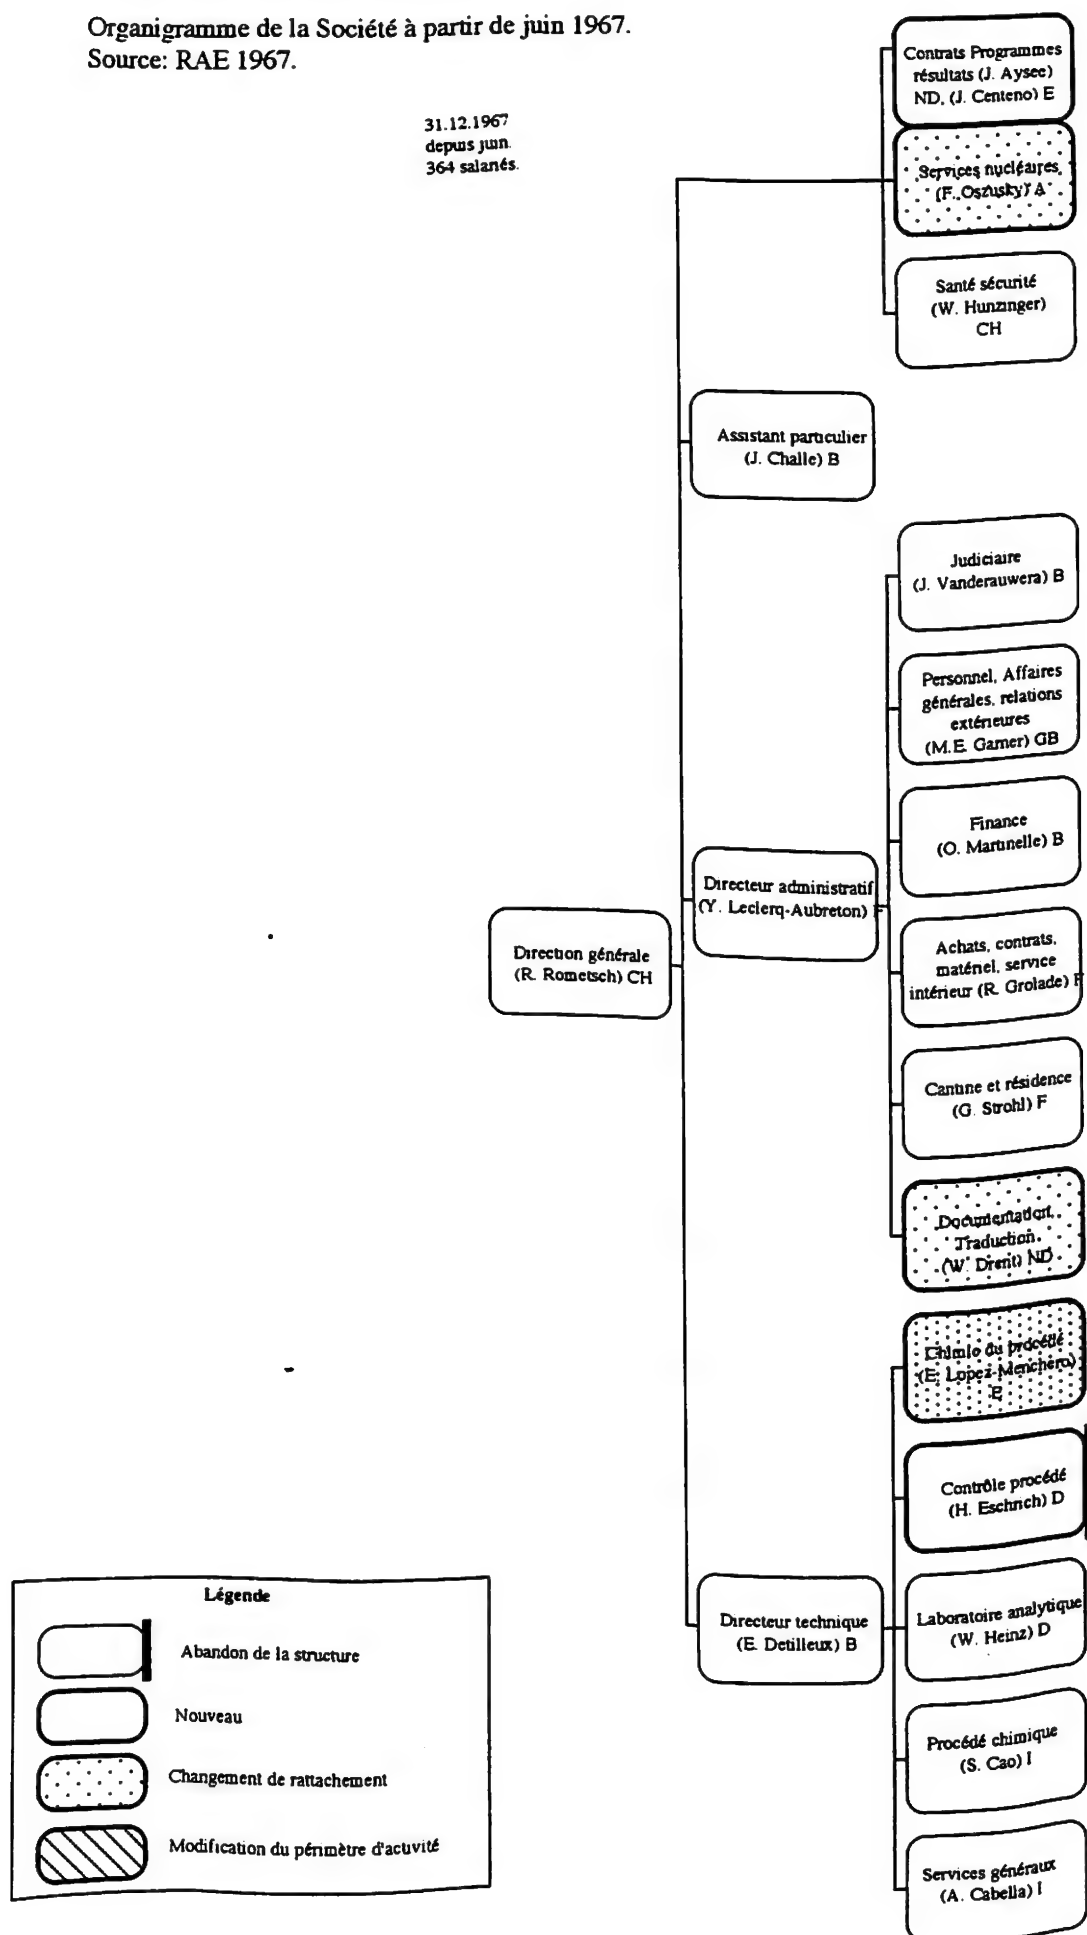 Organigramme de la Société à partir de juin 1967.
Source: RAE 1967.
31.12.1967
depuis juin.
364 salanés.
Contrats Programmes
résultats (J. Aysee)
ND, (J. Centeno) E
Services nucléaires
(F. Oszusky) A
Santé sécurité
(W. Hunzinger)
CH
Assistant particulier
(J. Challe) B
Judiciaire
(J. Vanderauwera) B
Personnel, Affaires
générales, relations
extérieures
(M.E. Garner) GB
Finance
(O. Martinelle) B
Directeur administratif
(Y. Leclerq-Aubreton) F
Achats, contrats,
matériel, service
intérieur (R. Grolade) F
Direction générale
(R. Rometsch) CH
Cantine et résidence
(G. Strohl) F
Documentation,
Traduction
(W. Drent) ND
Chimie du procédé
(E. Lopez-Menchero)
E
Contrôle procédé
(H. Eschrich) D
Directeur technique
(E. Detilleux) B
Laboratoire analytique
(W. Heinz) D
Procédé chimique
(S. Cao) I
Services généraux
(A. Cabella) I
Légende
Abandon de la structure
Nouveau
Changement de rattachement
Modification du périmètre d'activité